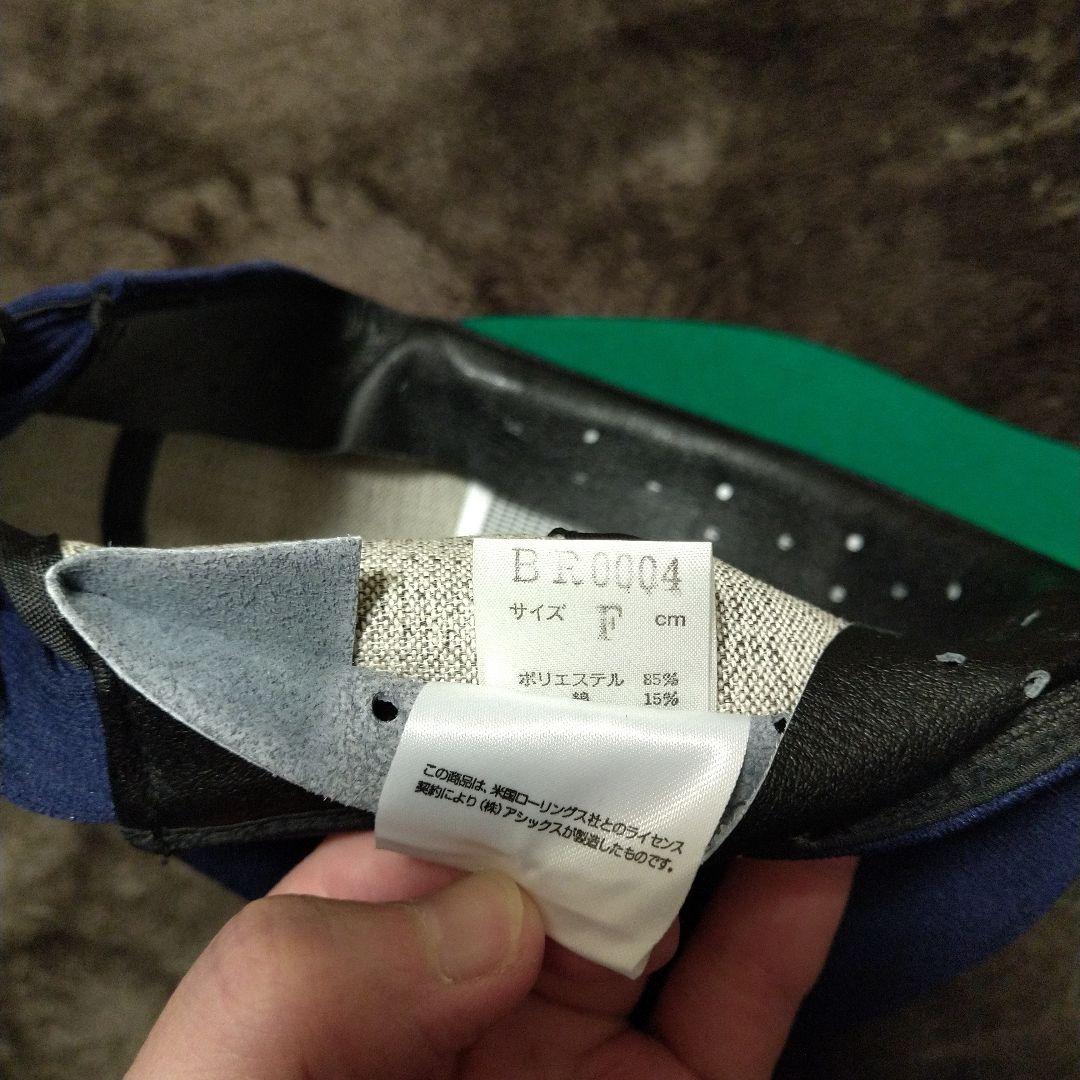 BR0004
サイズ F cm
ポリエステル 85%
綿 15%
この商品は、米国ローリングス社とのライセンス
契約により(株)アシックスが製造したものです。